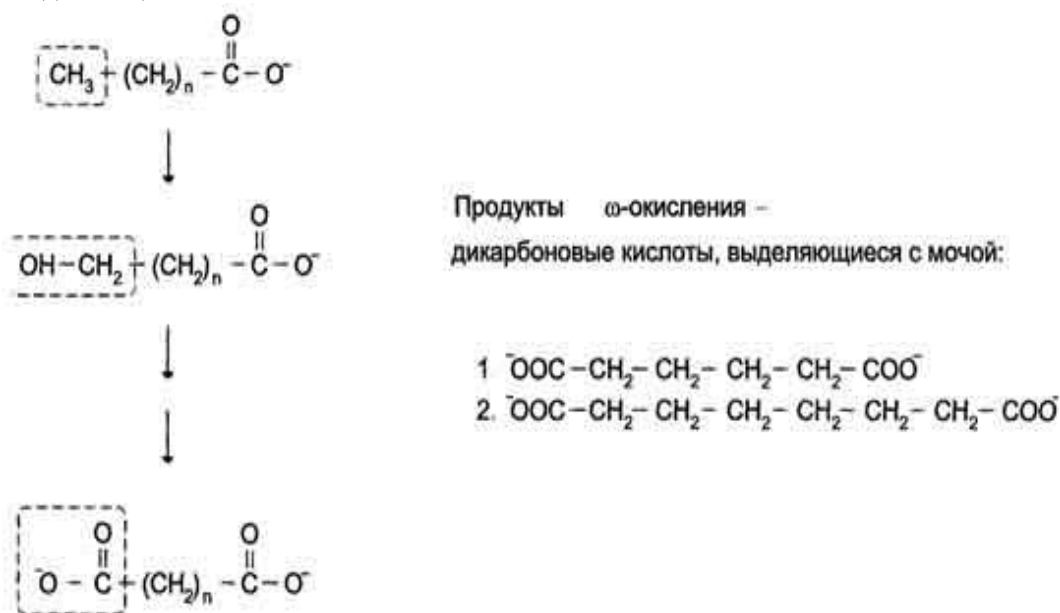 O
CH₃ – (CH₂)ₙ – C – O⁻
O
OH – CH₂ – (CH₂)ₙ – C – O⁻
Продукты ω-окисления –
дикарбоновые кислоты, выделяющиеся с мочой:
1 ⁻OOC – CH₂ – CH₂ – CH₂ – CH₂ – COO⁻
2. ⁻OOC – CH₂ – CH₂ – CH₂ – CH₂ – CH₂ – CH₂ – COO⁻
O O
⁻O – C – (CH₂)ₙ – C – O⁻